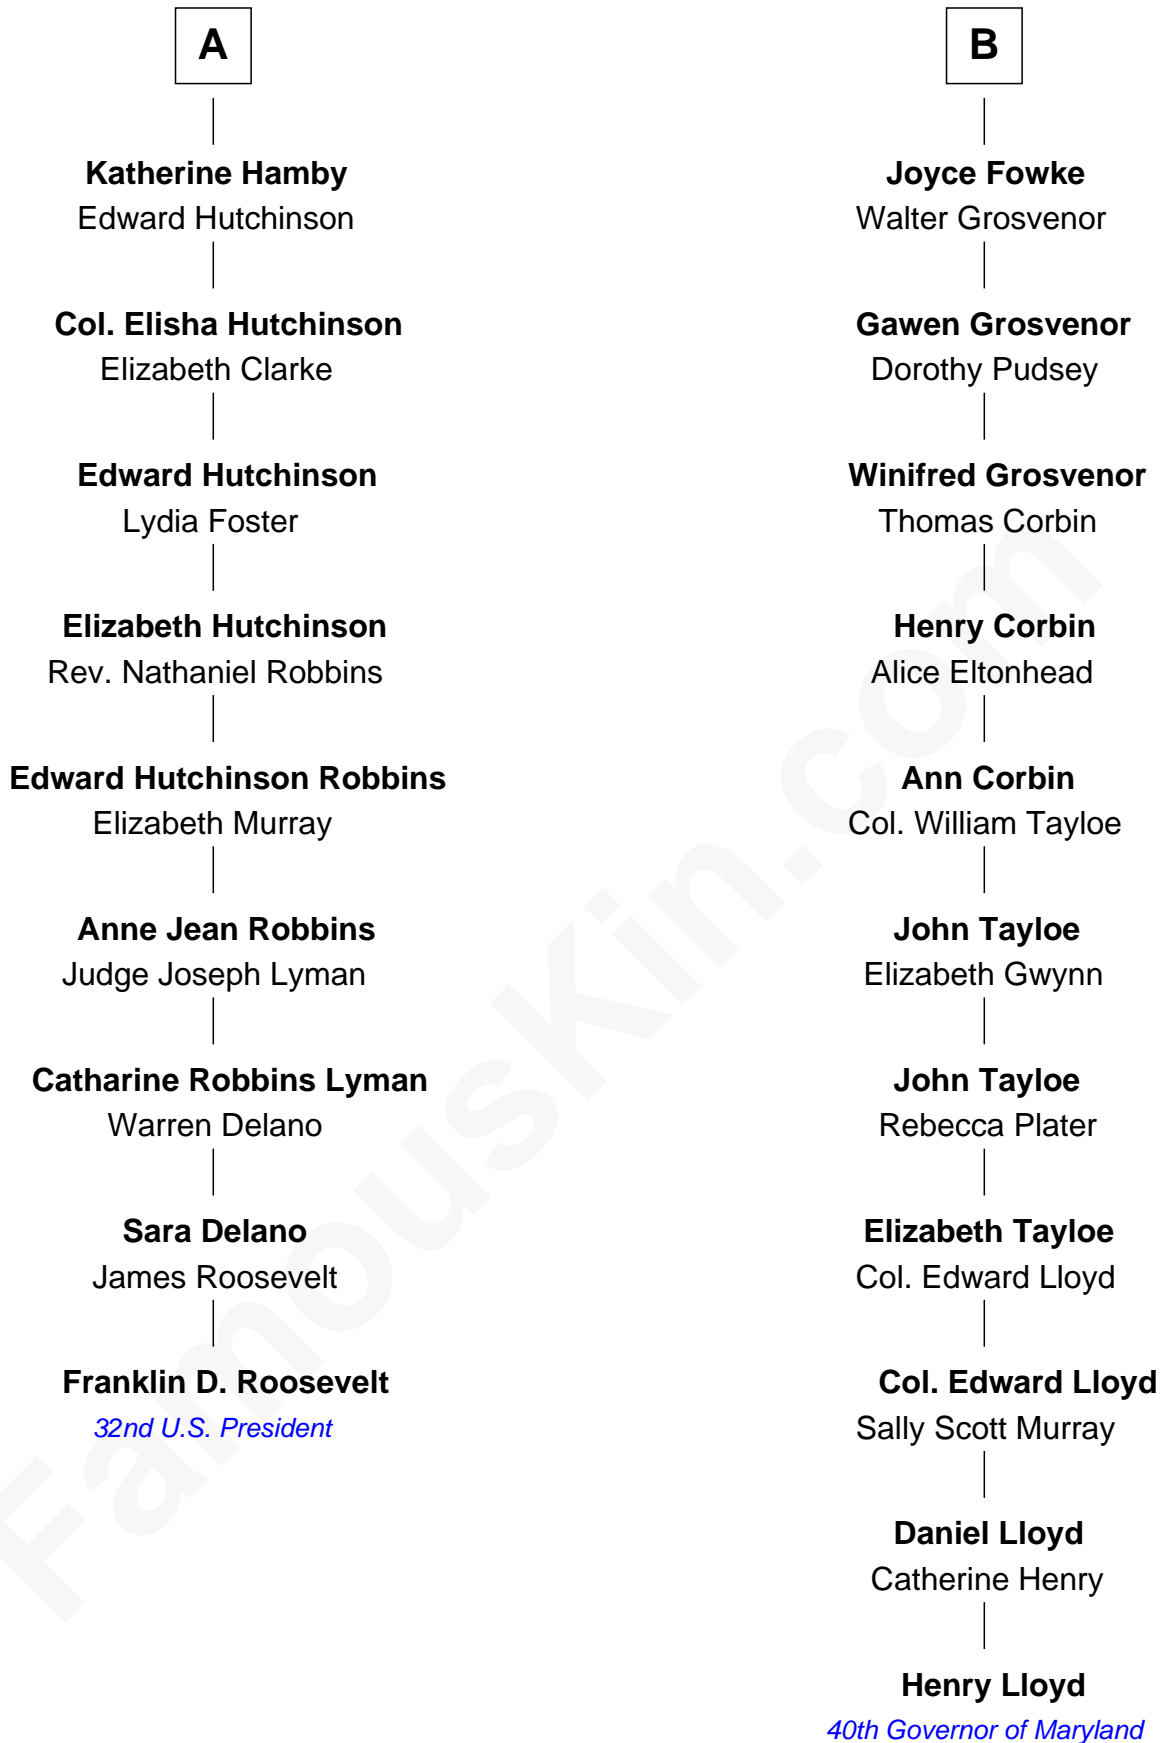 A
Katherine Hamby
Edward Hutchinson
Col. Elisha Hutchinson
Elizabeth Clarke
Edward Hutchinson
Lydia Foster
Elizabeth Hutchinson
Rev. Nathaniel Robbins
Edward Hutchinson Robbins
Elizabeth Murray
Anne Jean Robbins
Judge Joseph Lyman
Catharine Robbins Lyman
Warren Delano
Sara Delano
James Roosevelt
Franklin D. Roosevelt
32nd U.S. President
B
Joyce Fowke
Walter Grosvenor
Gawen Grosvenor
Dorothy Pudsey
Winifred Grosvenor
Thomas Corbin
Henry Corbin
Alice Eltonhead
Ann Corbin
Col. William Tayloe
John Tayloe
Elizabeth Gwynn
John Tayloe
Rebecca Plater
Elizabeth Tayloe
Col. Edward Lloyd
Col. Edward Lloyd
Sally Scott Murray
Daniel Lloyd
Catherine Henry
Henry Lloyd
40th Governor of Maryland
FamousKin.com